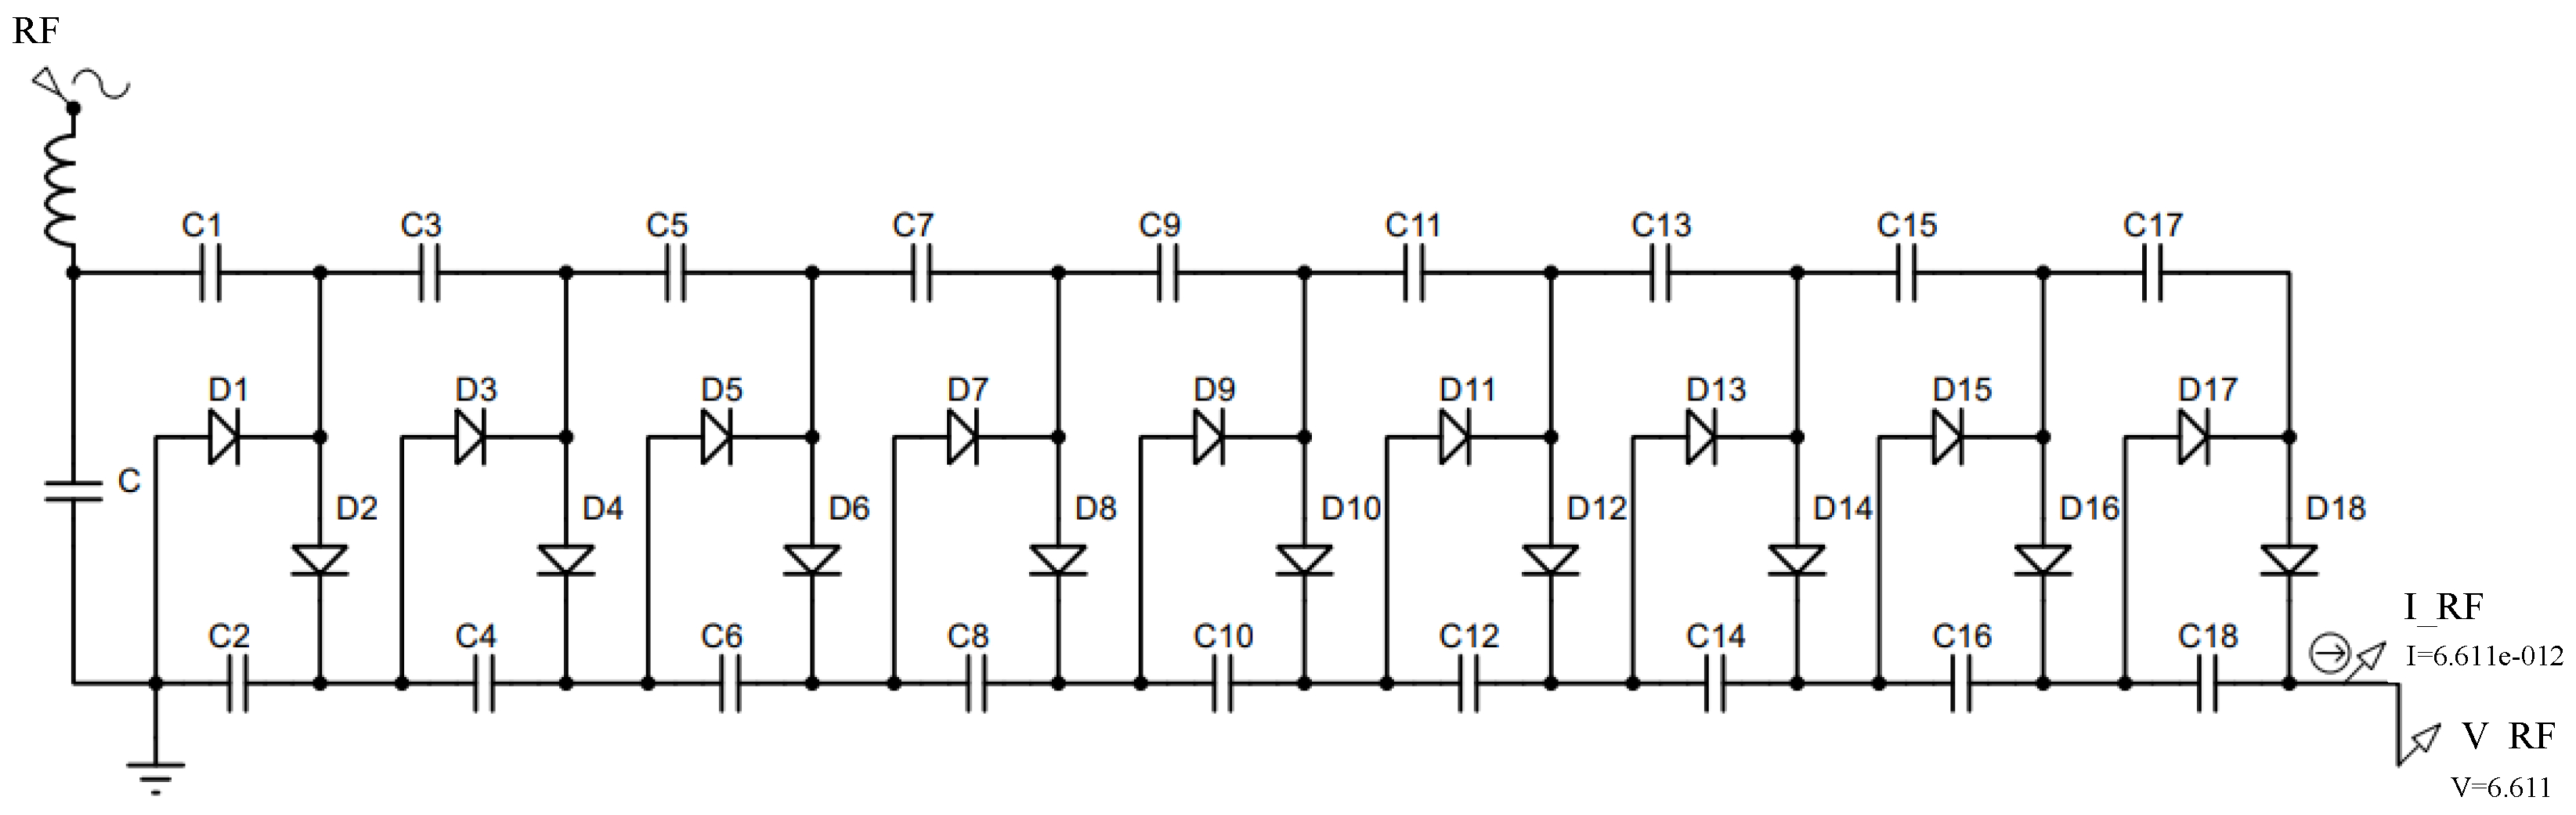 RF
C1 C3 C5 C7 C9 C11 C13 C15 C17
D1 D3 D5 D7 D9 D11 D13 D15 D17
C D2 D4 D6 D8 D10 D12 D14 D16 D18
I_RF
C2 C4 C6 C8 C10 C12 C14 C16 C18
I=6.611e-012
V RF
V=6.611